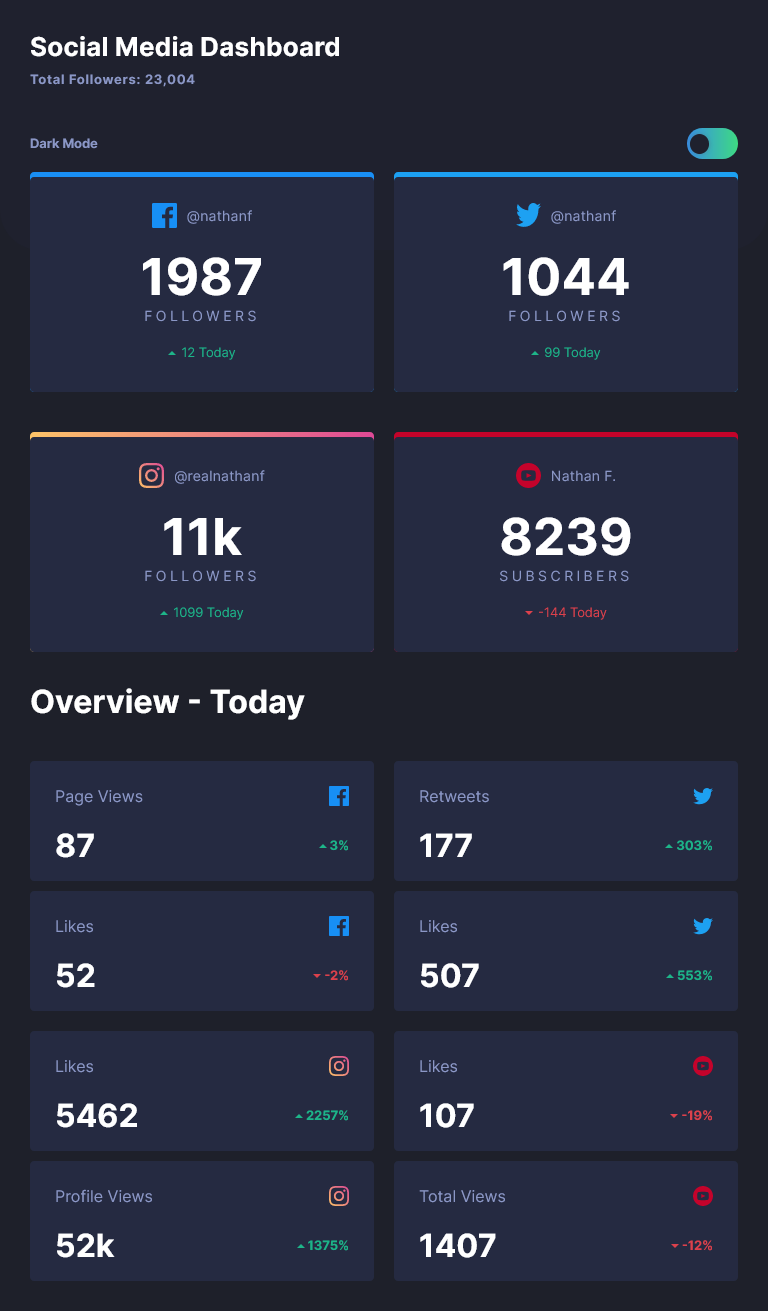 Social Media Dashboard
Total Followers: 23,004
Dark Mode
@nathanf
1987
FOLLOWERS
12 Today
@nathanf
1044
FOLLOWERS
99 Today
@realnathanf
11k
FOLLOWERS
1099 Today
Nathan F.
8239
SUBSCRIBERS
-144 Today
Overview - Today
Page Views
87
3%
Retweets
177
303%
Likes
52
-2%
Likes
507
553%
Likes
5462
2257%
Likes
107
-19%
Profile Views
52k
1375%
Total Views
1407
-12%